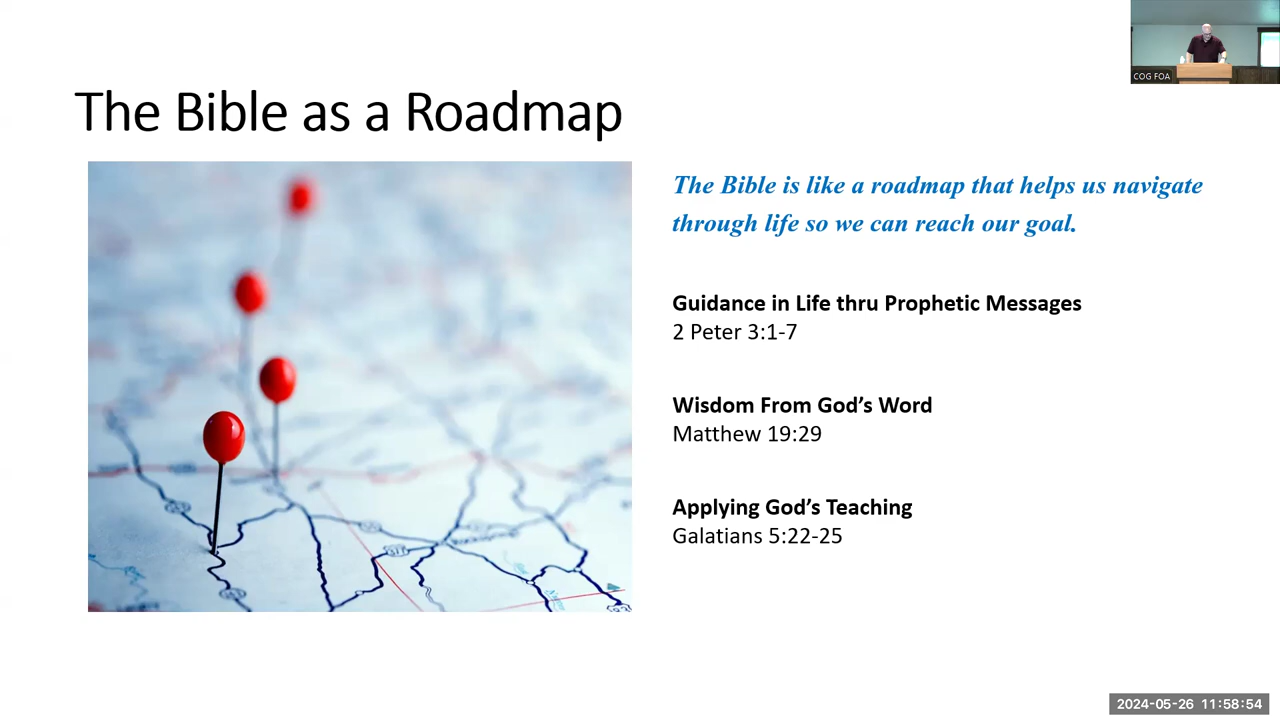 COG FOA
The Bible as a Roadmap
The Bible is like a roadmap that helps us navigate
through life so we can reach our goal.
Guidance in Life thru Prophetic Messages
2 Peter 3:1-7
Wisdom From God’s Word
Matthew 19:29
Applying God’s Teaching
Galatians 5:22-25
2024-05-26 11:58:54